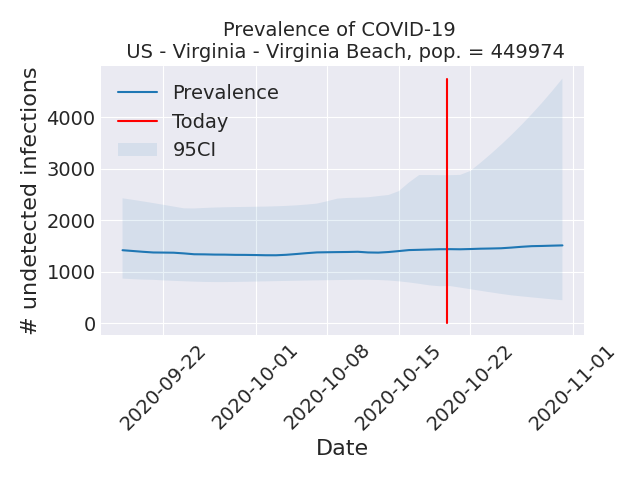 Prevalence of COVID-19
US - Virginia - Virginia Beach, pop. = 449974
# undetected infections
4000
3000
2000
1000
0
Prevalence
Today
95CI
2020-09-22
2020-10-01
2020-10-08
2020-10-15
2020-10-22
2020-11-01
Date